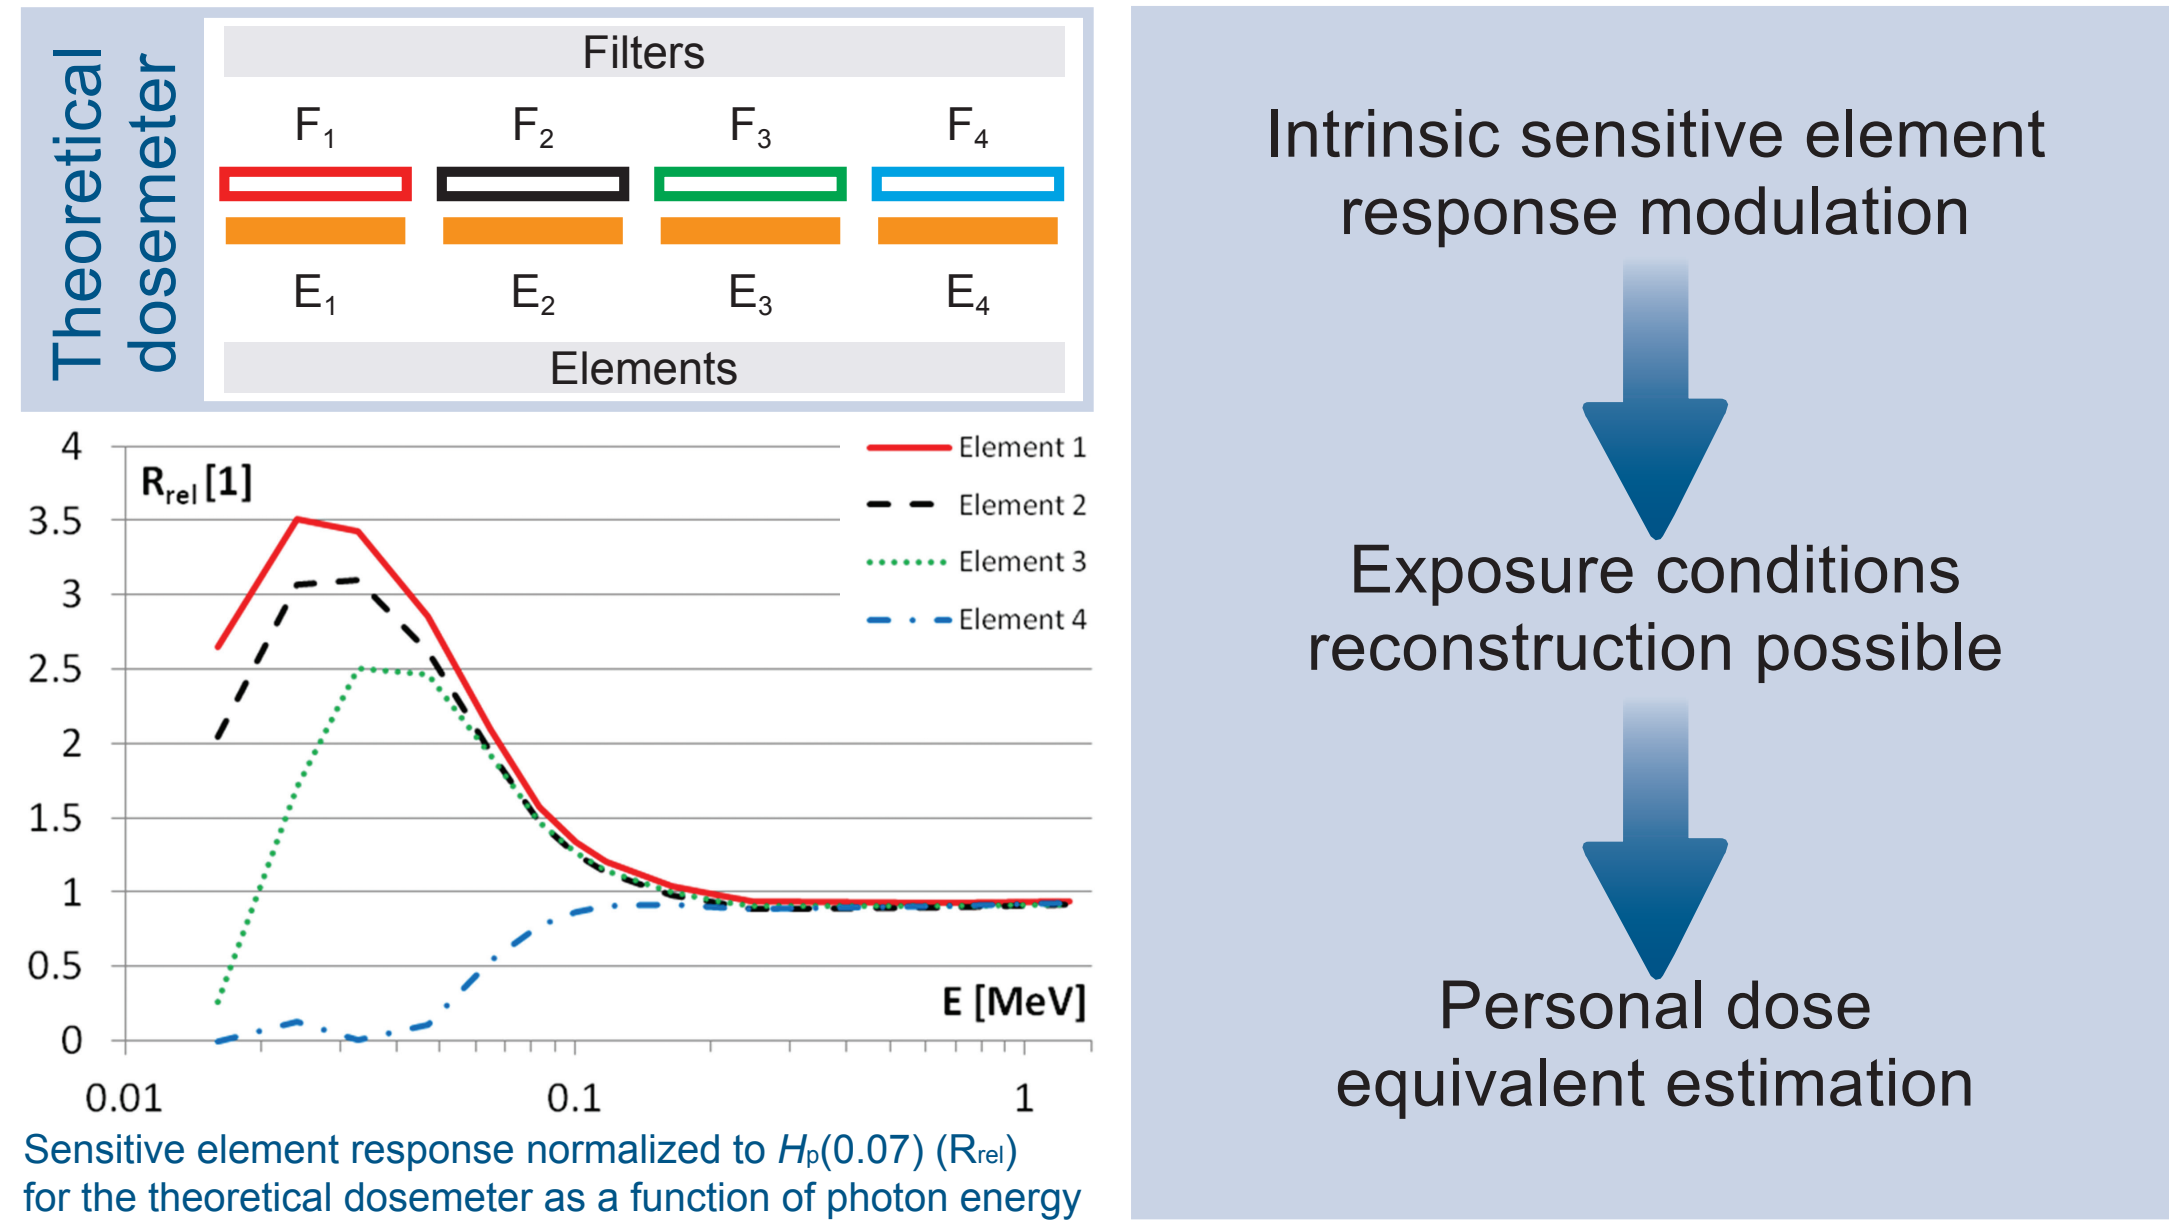 Theoretical
dosemeter
Filters
F1 F2 F3 F4
E1 E2 E3 E4
Elements
Rrel [1]
4
3.5
3
2.5
2
1.5
1
0.5
0
0.01 0.1 1
E [MeV]
Element 1
Element 2
Element 3
Element 4
Sensitive element response normalized to Hp(0.07) (Rrel)
for the theoretical dosemeter as a function of photon energy
Intrinsic sensitive element
response modulation
Exposure conditions
reconstruction possible
Personal dose
equivalent estimation